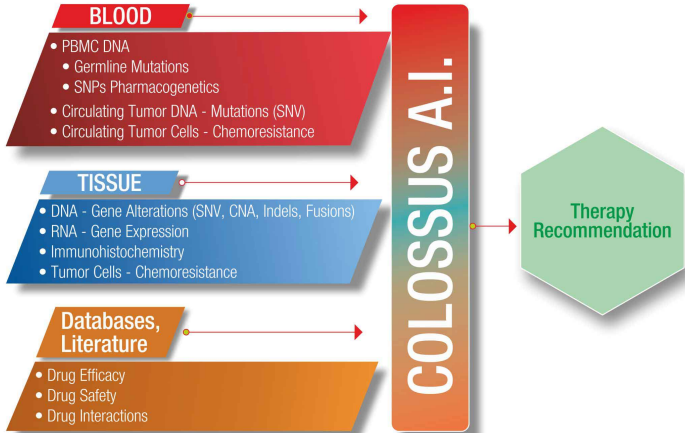 BLOOD
• PBMC DNA
• Germline Mutations
• SNPs Pharmacogenetics
• Circulating Tumor DNA - Mutations (SNV)
• Circulating Tumor Cells - Chemoresistance
TISSUE
• DNA - Gene Alterations (SNV, CNA, Indels, Fusions)
• RNA - Gene Expression
• Immunohistochemistry
• Tumor Cells - Chemoresistance
Databases,
Literature
• Drug Efficacy
• Drug Safety
• Drug Interactions
COLOSSUS A.I.
Therapy
Recommendation